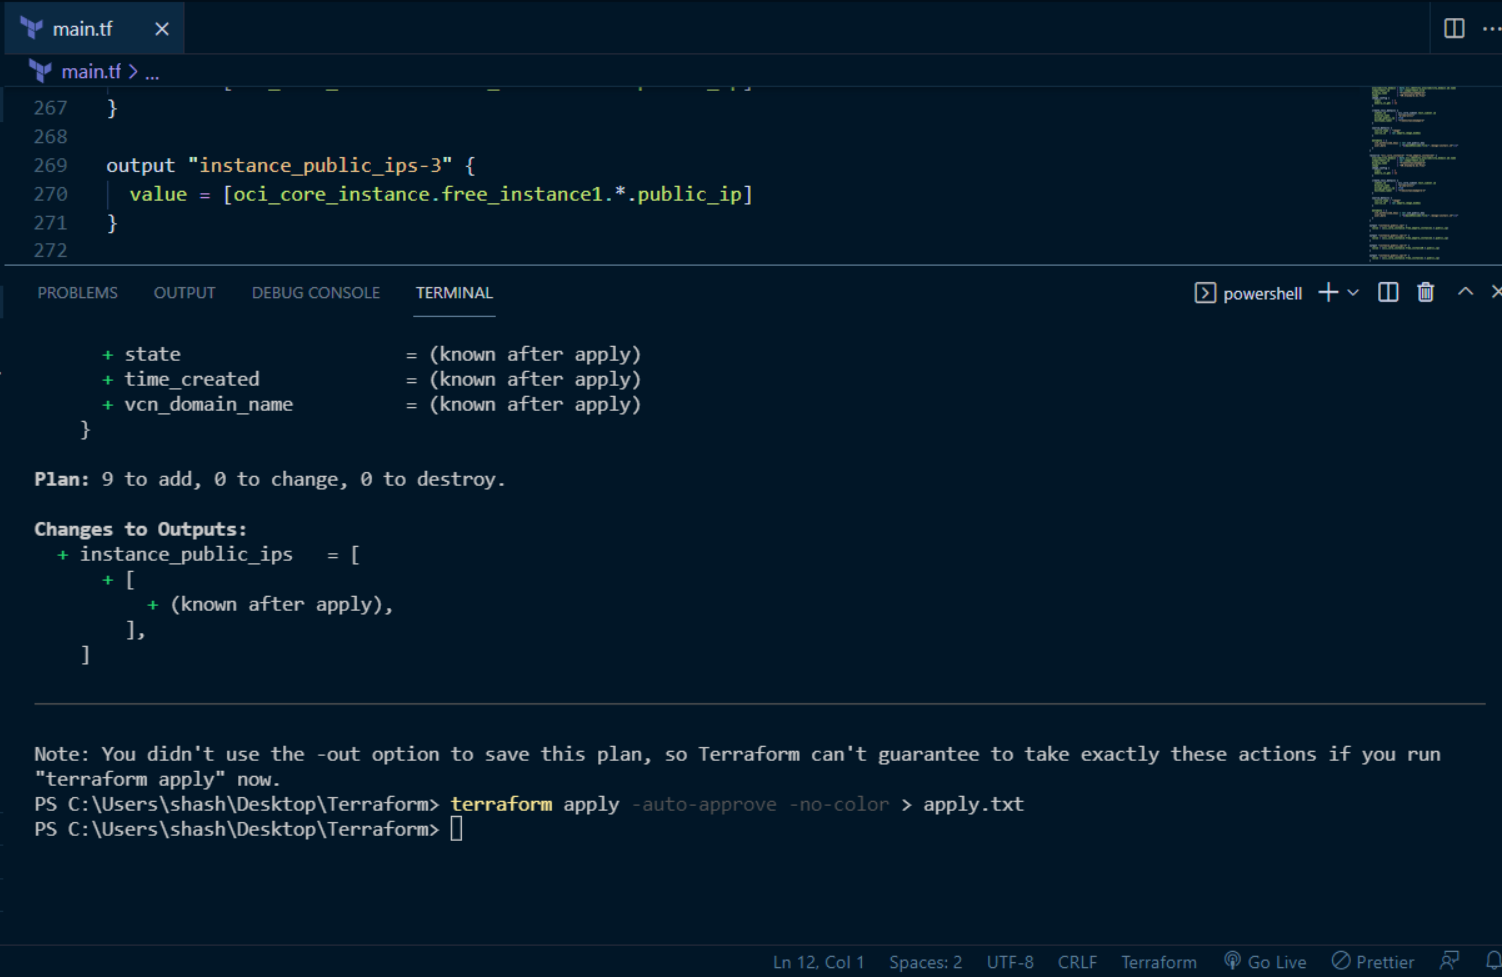 main.tf
main.tf > ...
267 }
268
269 output "instance_public_ips-3" {
270 value = [oci_core_instance.free_instance1.*.public_ip]
271 }
272
PROBLEMS OUTPUT DEBUG CONSOLE TERMINAL powershell
+ state = (known after apply)
+ time_created = (known after apply)
+ vcn_domain_name = (known after apply)
}
Plan: 9 to add, 0 to change, 0 to destroy.
Changes to Outputs:
+ instance_public_ips = [
+ [
+ (known after apply),
],
]
Note: You didn't use the -out option to save this plan, so Terraform can't guarantee to take exactly these actions if you run
"terraform apply" now.
PS C:\Users\shash\Desktop\Terraform> terraform apply -auto-approve -no-color > apply.txt
PS C:\Users\shash\Desktop\Terraform>
Ln 12, Col 1 Spaces: 2 UTF-8 CRLF Terraform Go Live Prettier